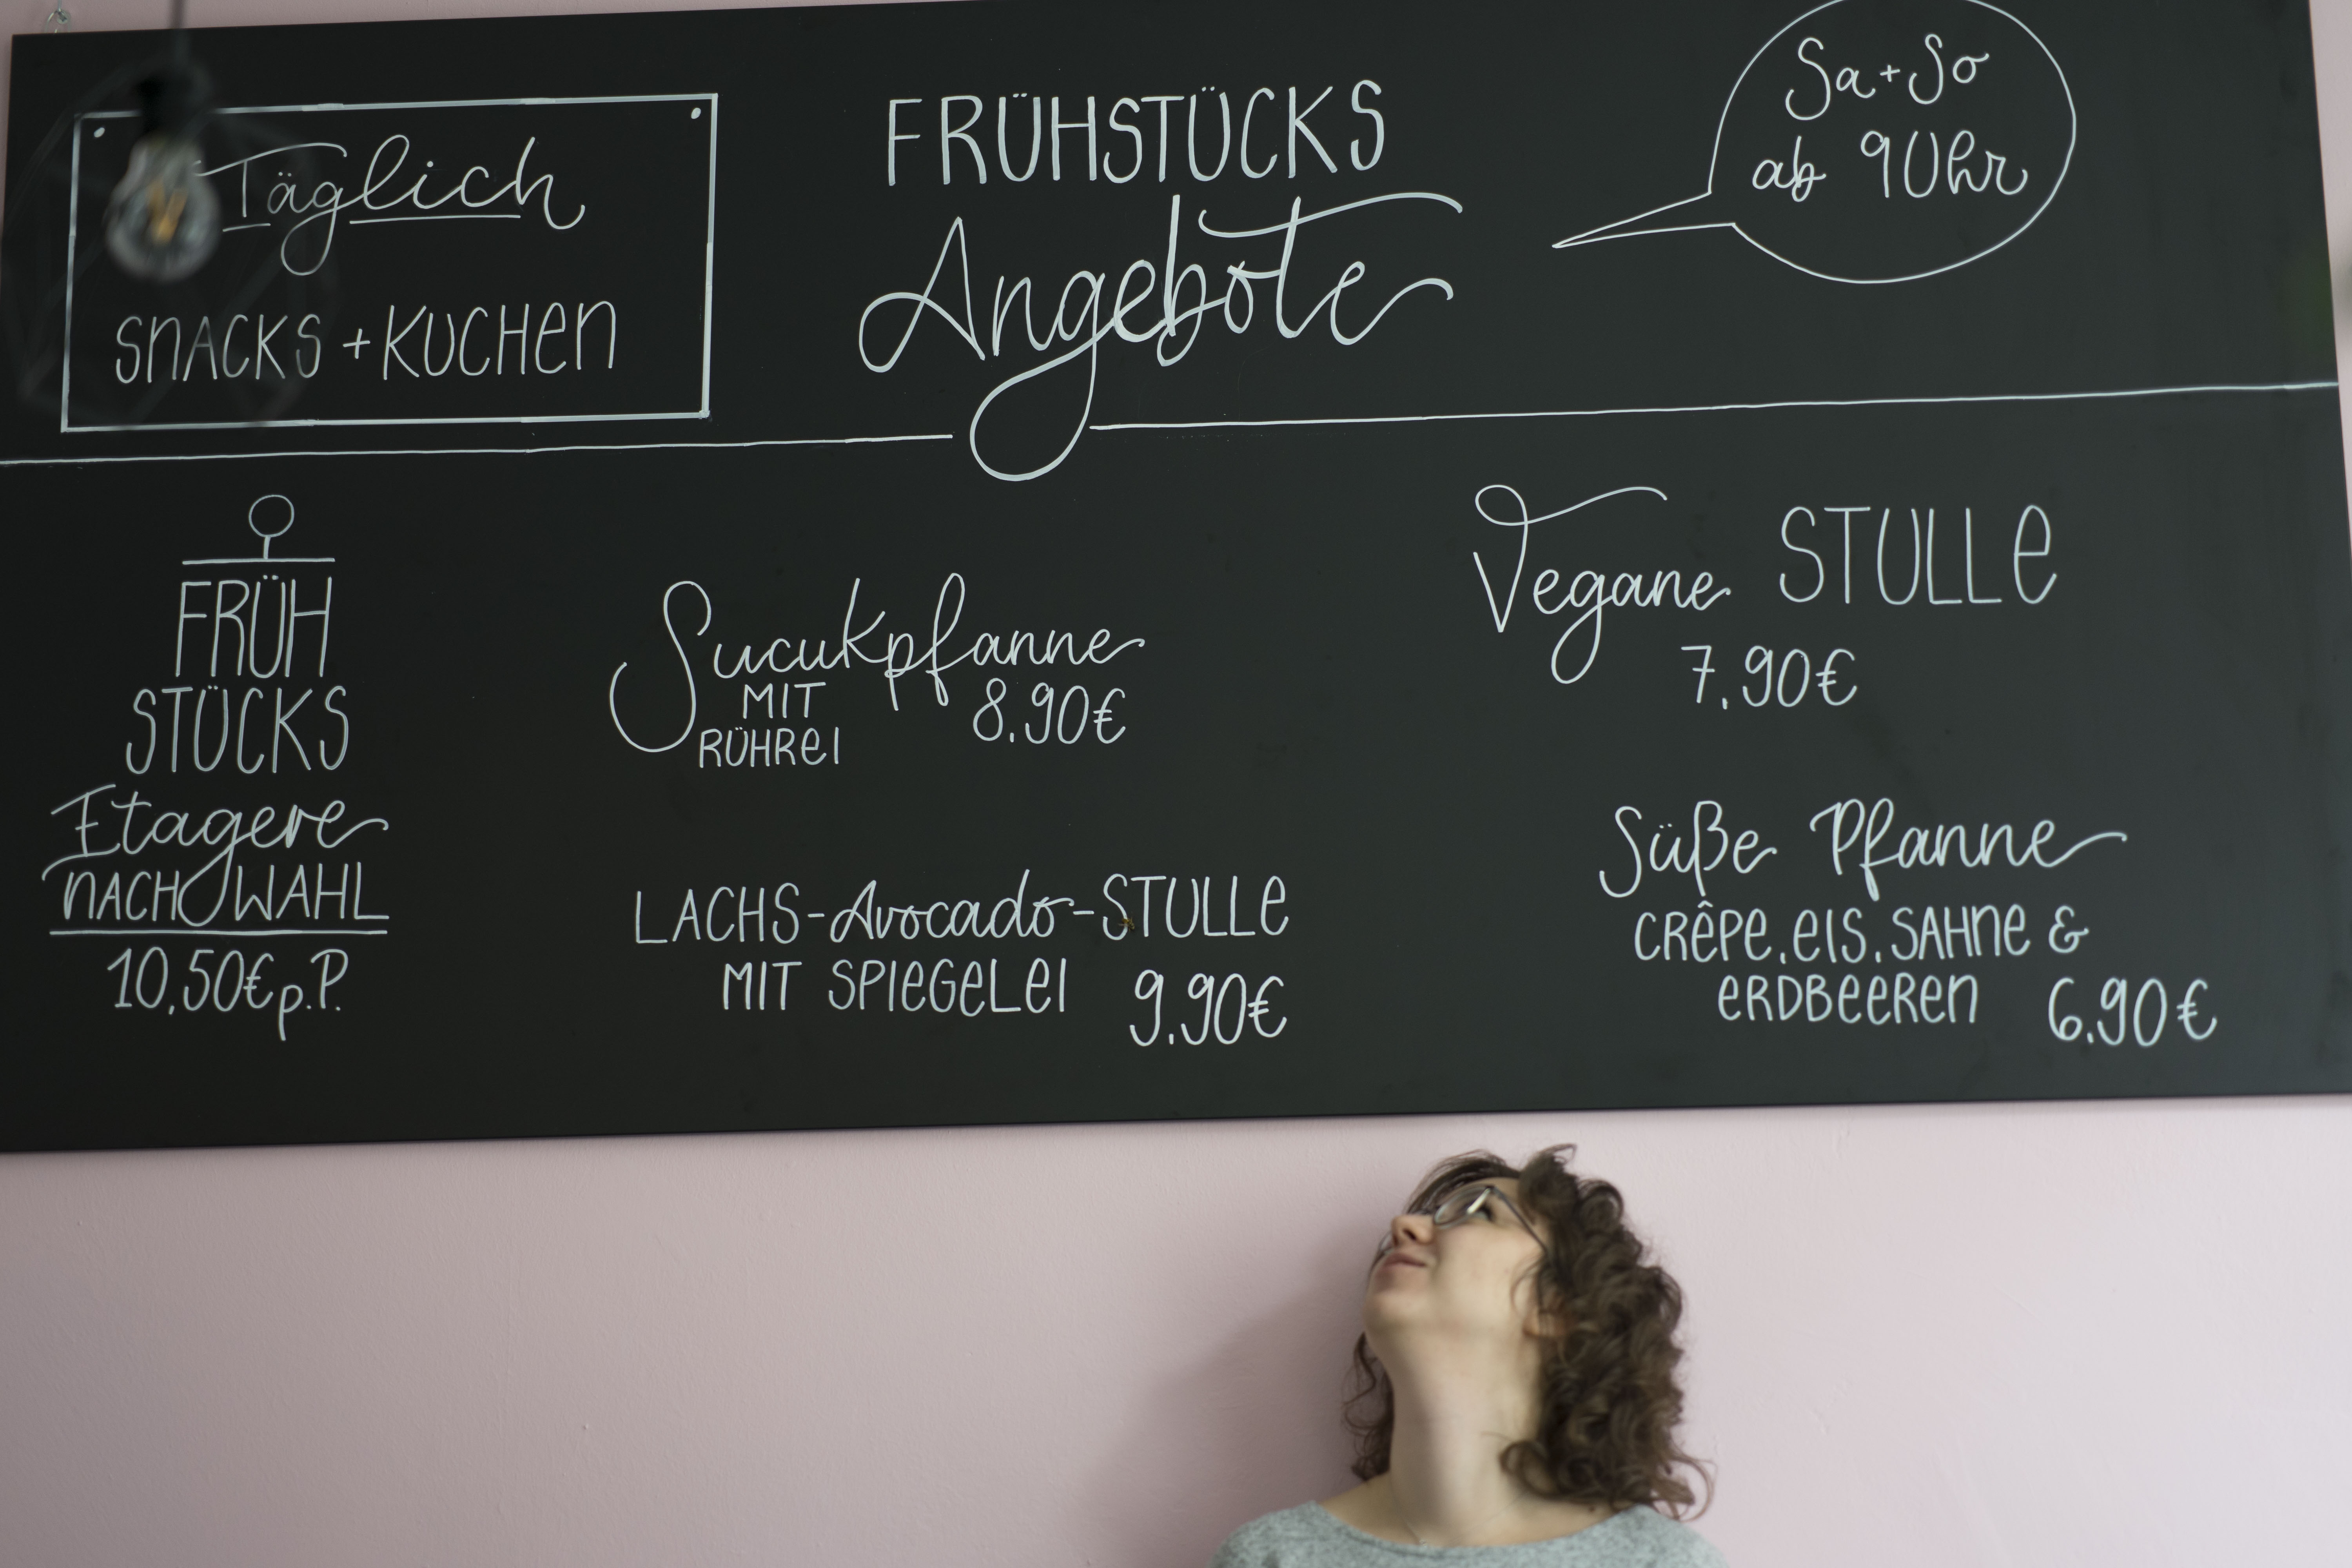 Täglich
SNACKS + KUCHEN
FRÜHSTÜCKS
Angebote
Sa + So
ab 9 Uhr
FRÜH
STÜCKS
Etagere
NACH WAHL
10,50€ p.P.
Sucukpfanne
MIT
RÜHREI
8.90€
LACHS-Avocado-STULLE
MIT SPIEGELEI 9.90€
Vegane STULLE
7.90€
Süße Pfanne
CRÊPE.EIS.SAHNE &
ERDBEEREN 6.90€